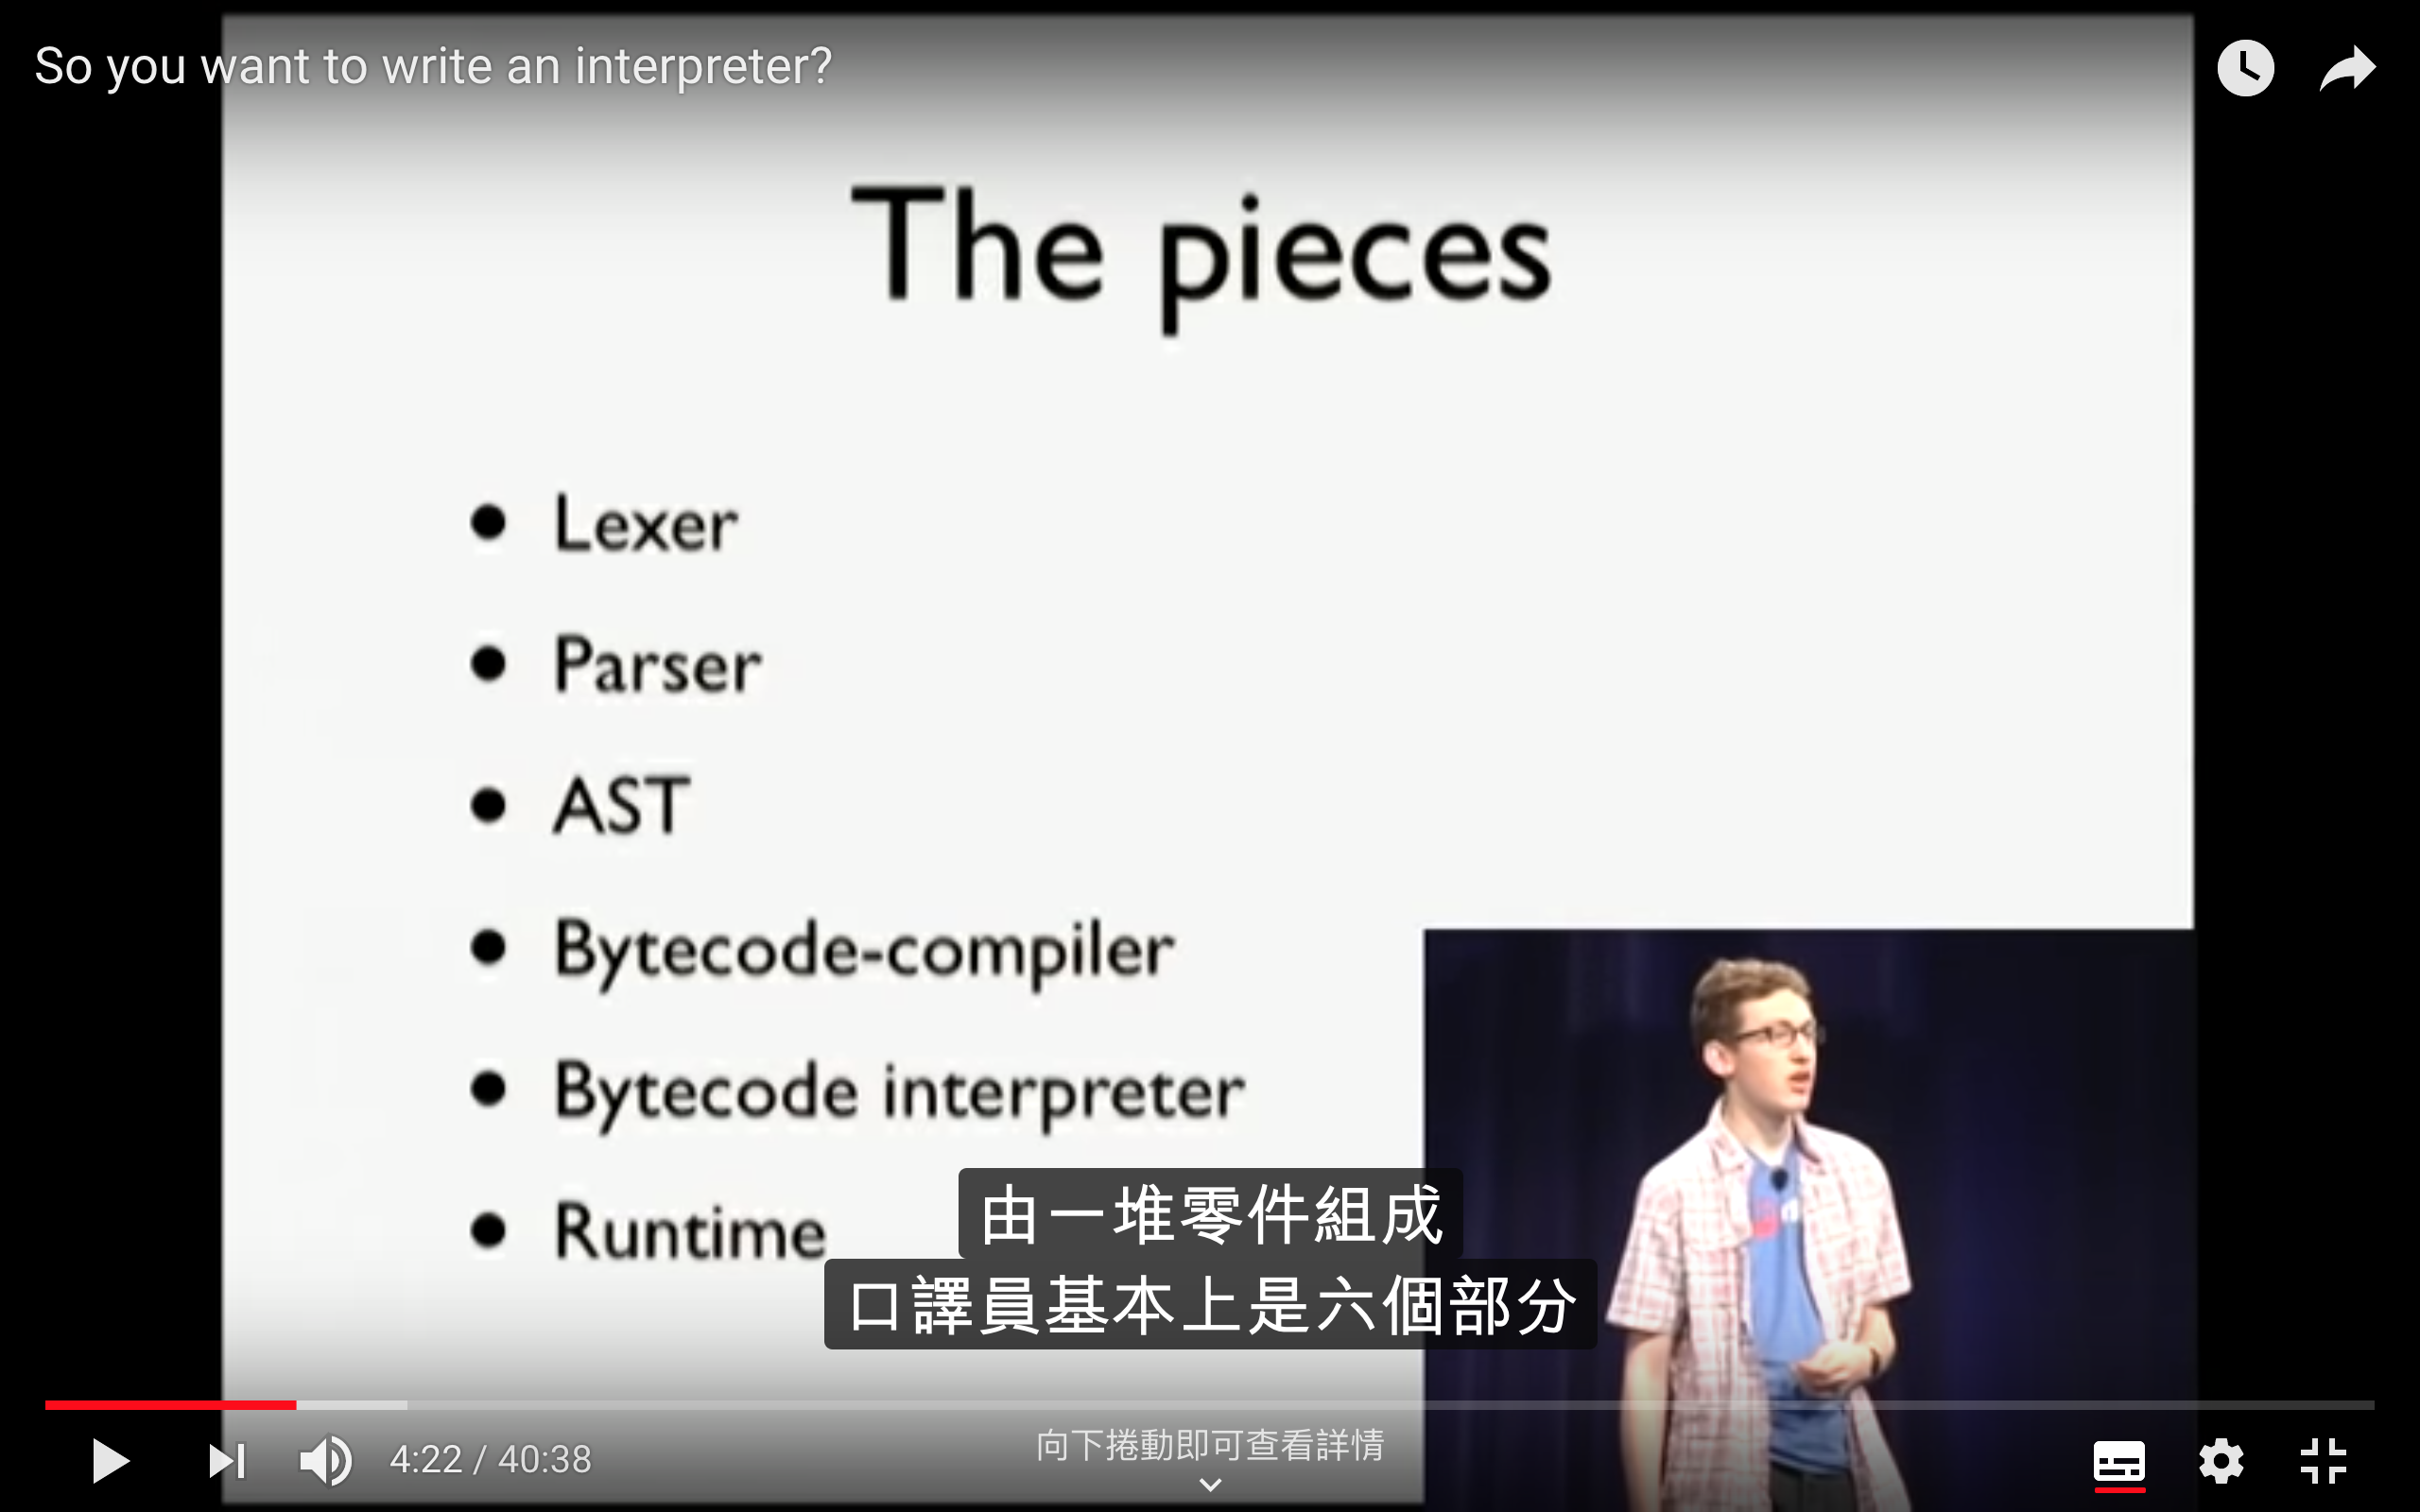 So you want to write an interpreter?
The pieces
Lexer
Parser
AST
Bytecode-compiler
Bytecode interpreter
Runtime
由一堆零件組成
口譯員基本上是六個部分
4:22 / 40:38
向下捲動即可查看詳情